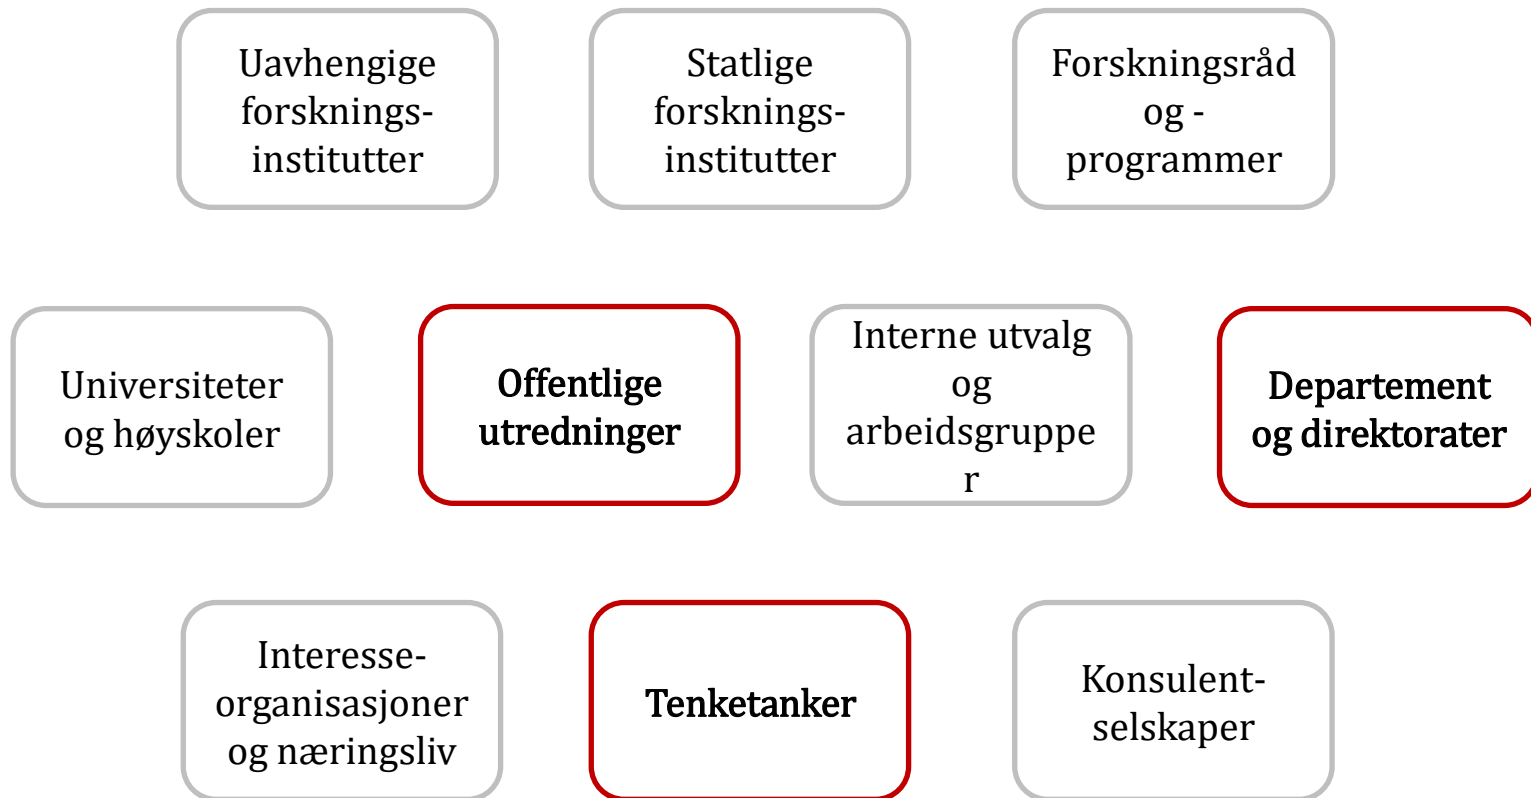 Uavhengige
forsknings-
institutter
Statlige
forsknings-
institutter
Forskningsråd
og -
programmer
Universiteter
og høyskoler
Offentlige
utredninger
Interne utvalg
og
arbeidsgruppe
r
Departement
og direktorater
Interesse-
organisasjoner
og næringsliv
Tenketanker
Konsulent-
selskaper